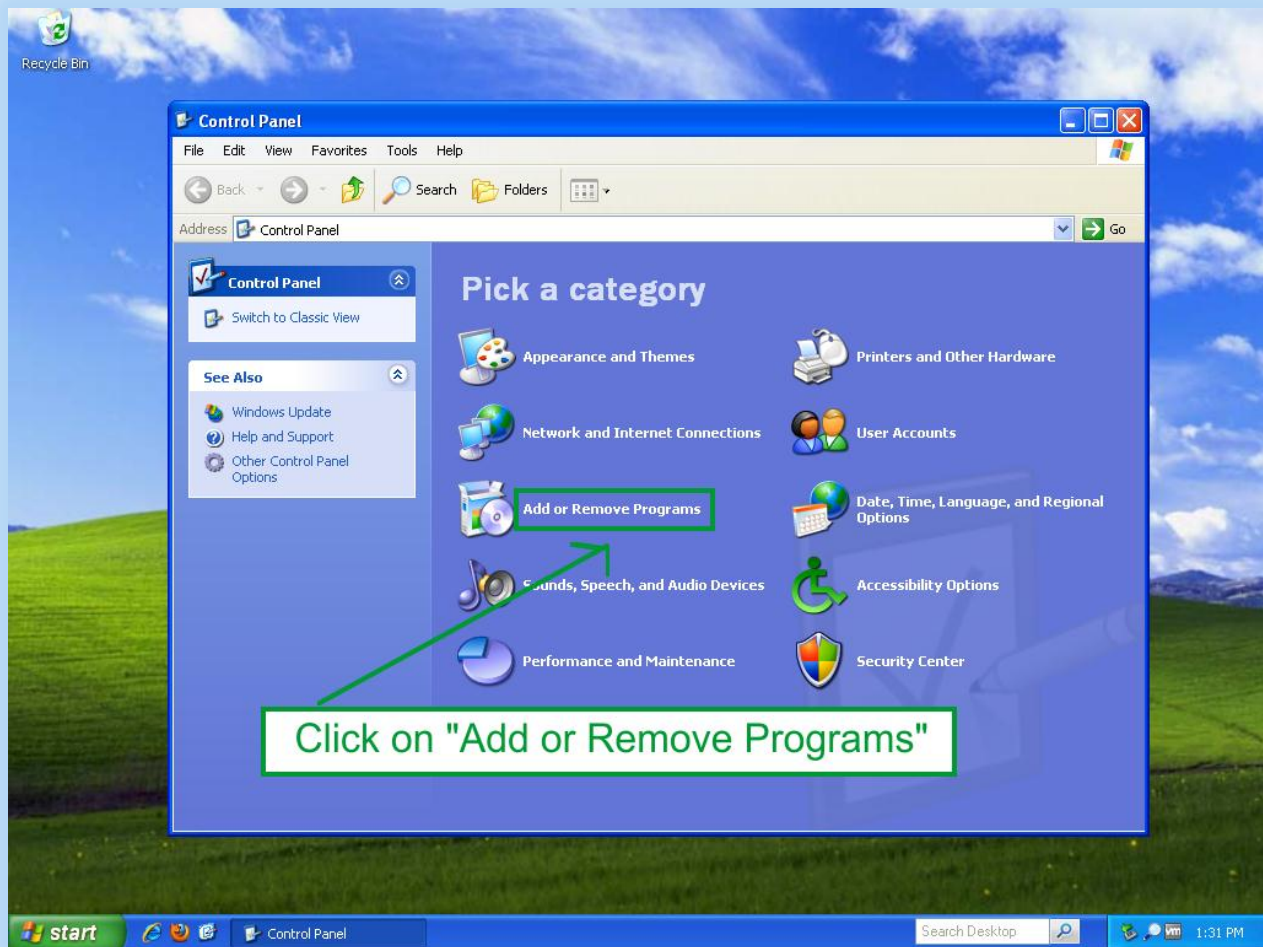 Recycle Bin
Control Panel
File Edit View Favorites Tools Help
Back Search Folders
Address Control Panel Go
Control Panel
Switch to Classic View
See Also
Windows Update
Help and Support
Other Control Panel
Options
Pick a category
Appearance and Themes
Printers and Other Hardware
Network and Internet Connections
User Accounts
Add or Remove Programs
Date, Time, Language, and Regional
Options
Sounds, Speech, and Audio Devices
Accessibility Options
Performance and Maintenance
Security Center
Click on "Add or Remove Programs"
start Control Panel Search Desktop 1:31 PM